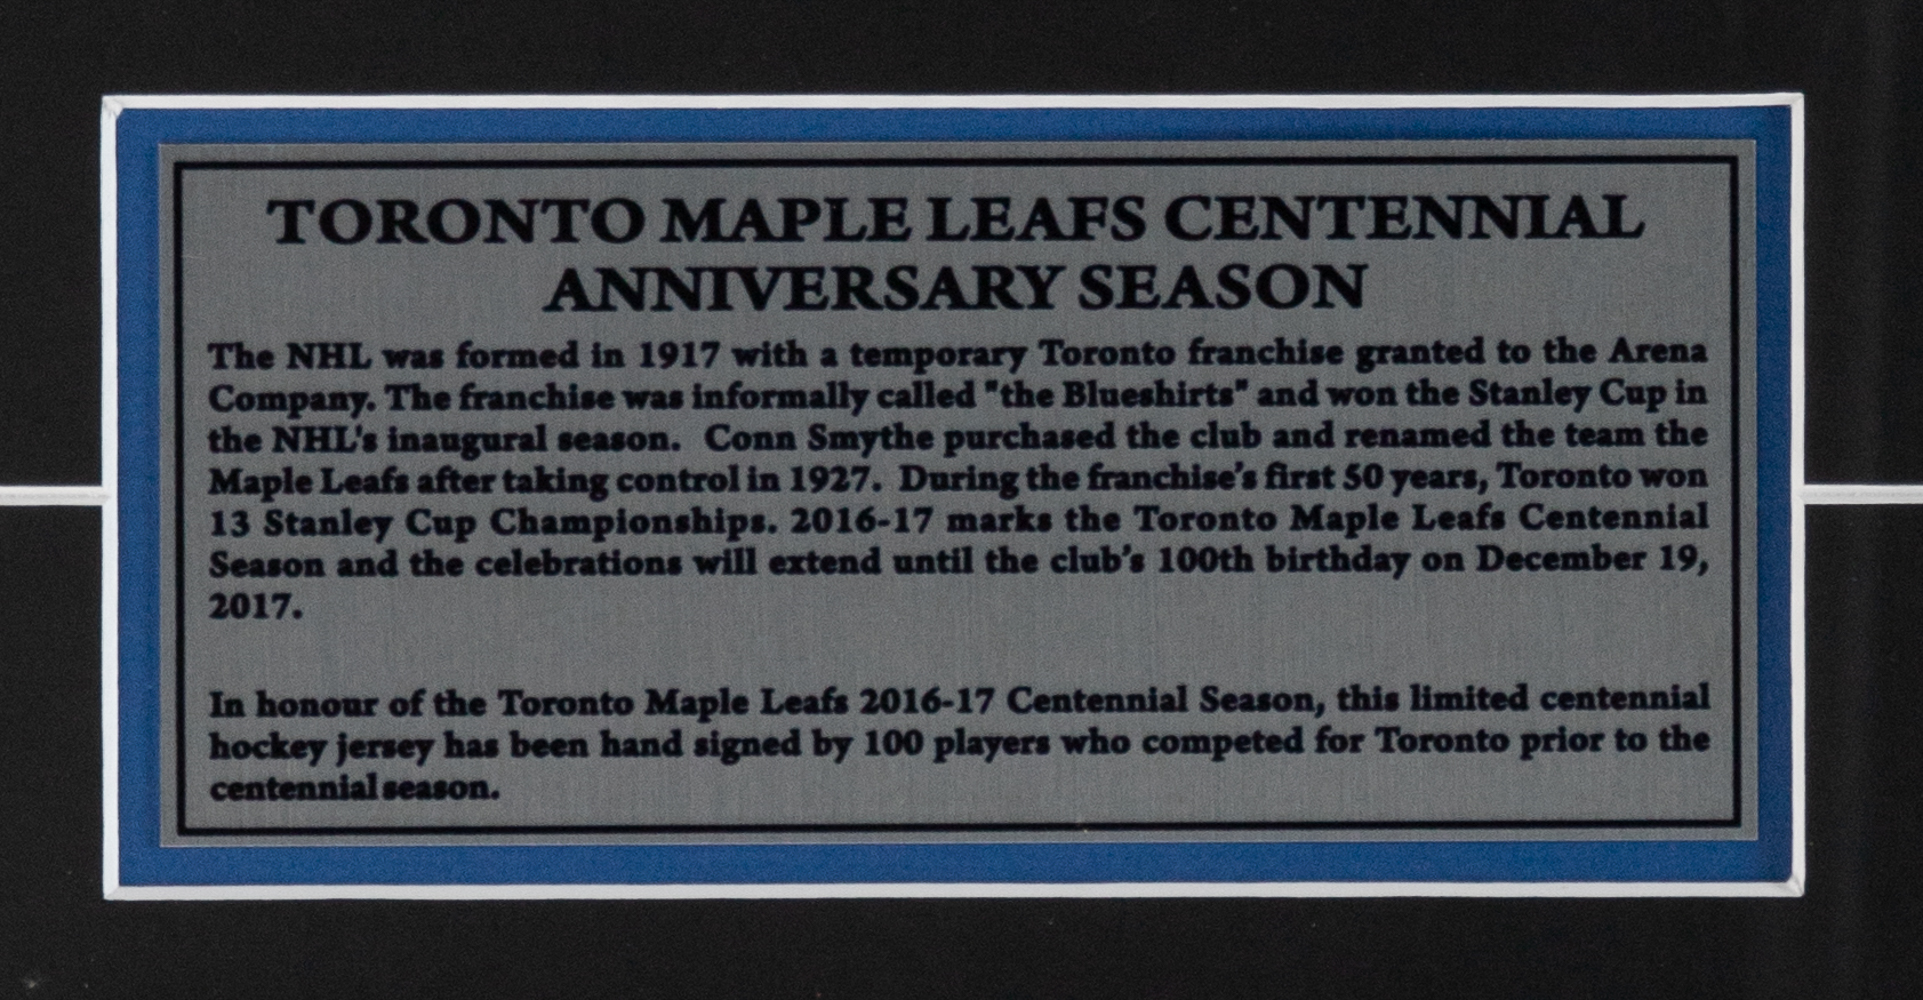 TORONTO MAPLE LEAFS CENTENNIAL
ANNIVERSARY SEASON
The NHL was formed in 1917 with a temporary Toronto franchise granted to the Arena
Company. The franchise was informally called "the Blueshirts" and won the Stanley Cup in
the NHL's inaugural season.  Conn Smythe purchased the club and renamed the team the
Maple Leafs after taking control in 1927.  During the franchise’s first 50 years, Toronto won
13 Stanley Cup Championships. 2016-17 marks the Toronto Maple Leafs Centennial
Season and the celebrations will extend until the club’s 100th birthday on December 19,
2017.
In honour of the Toronto Maple Leafs 2016-17 Centennial Season, this limited centennial
hockey jersey has been hand signed by 100 players who competed for Toronto prior to the
centennial season.